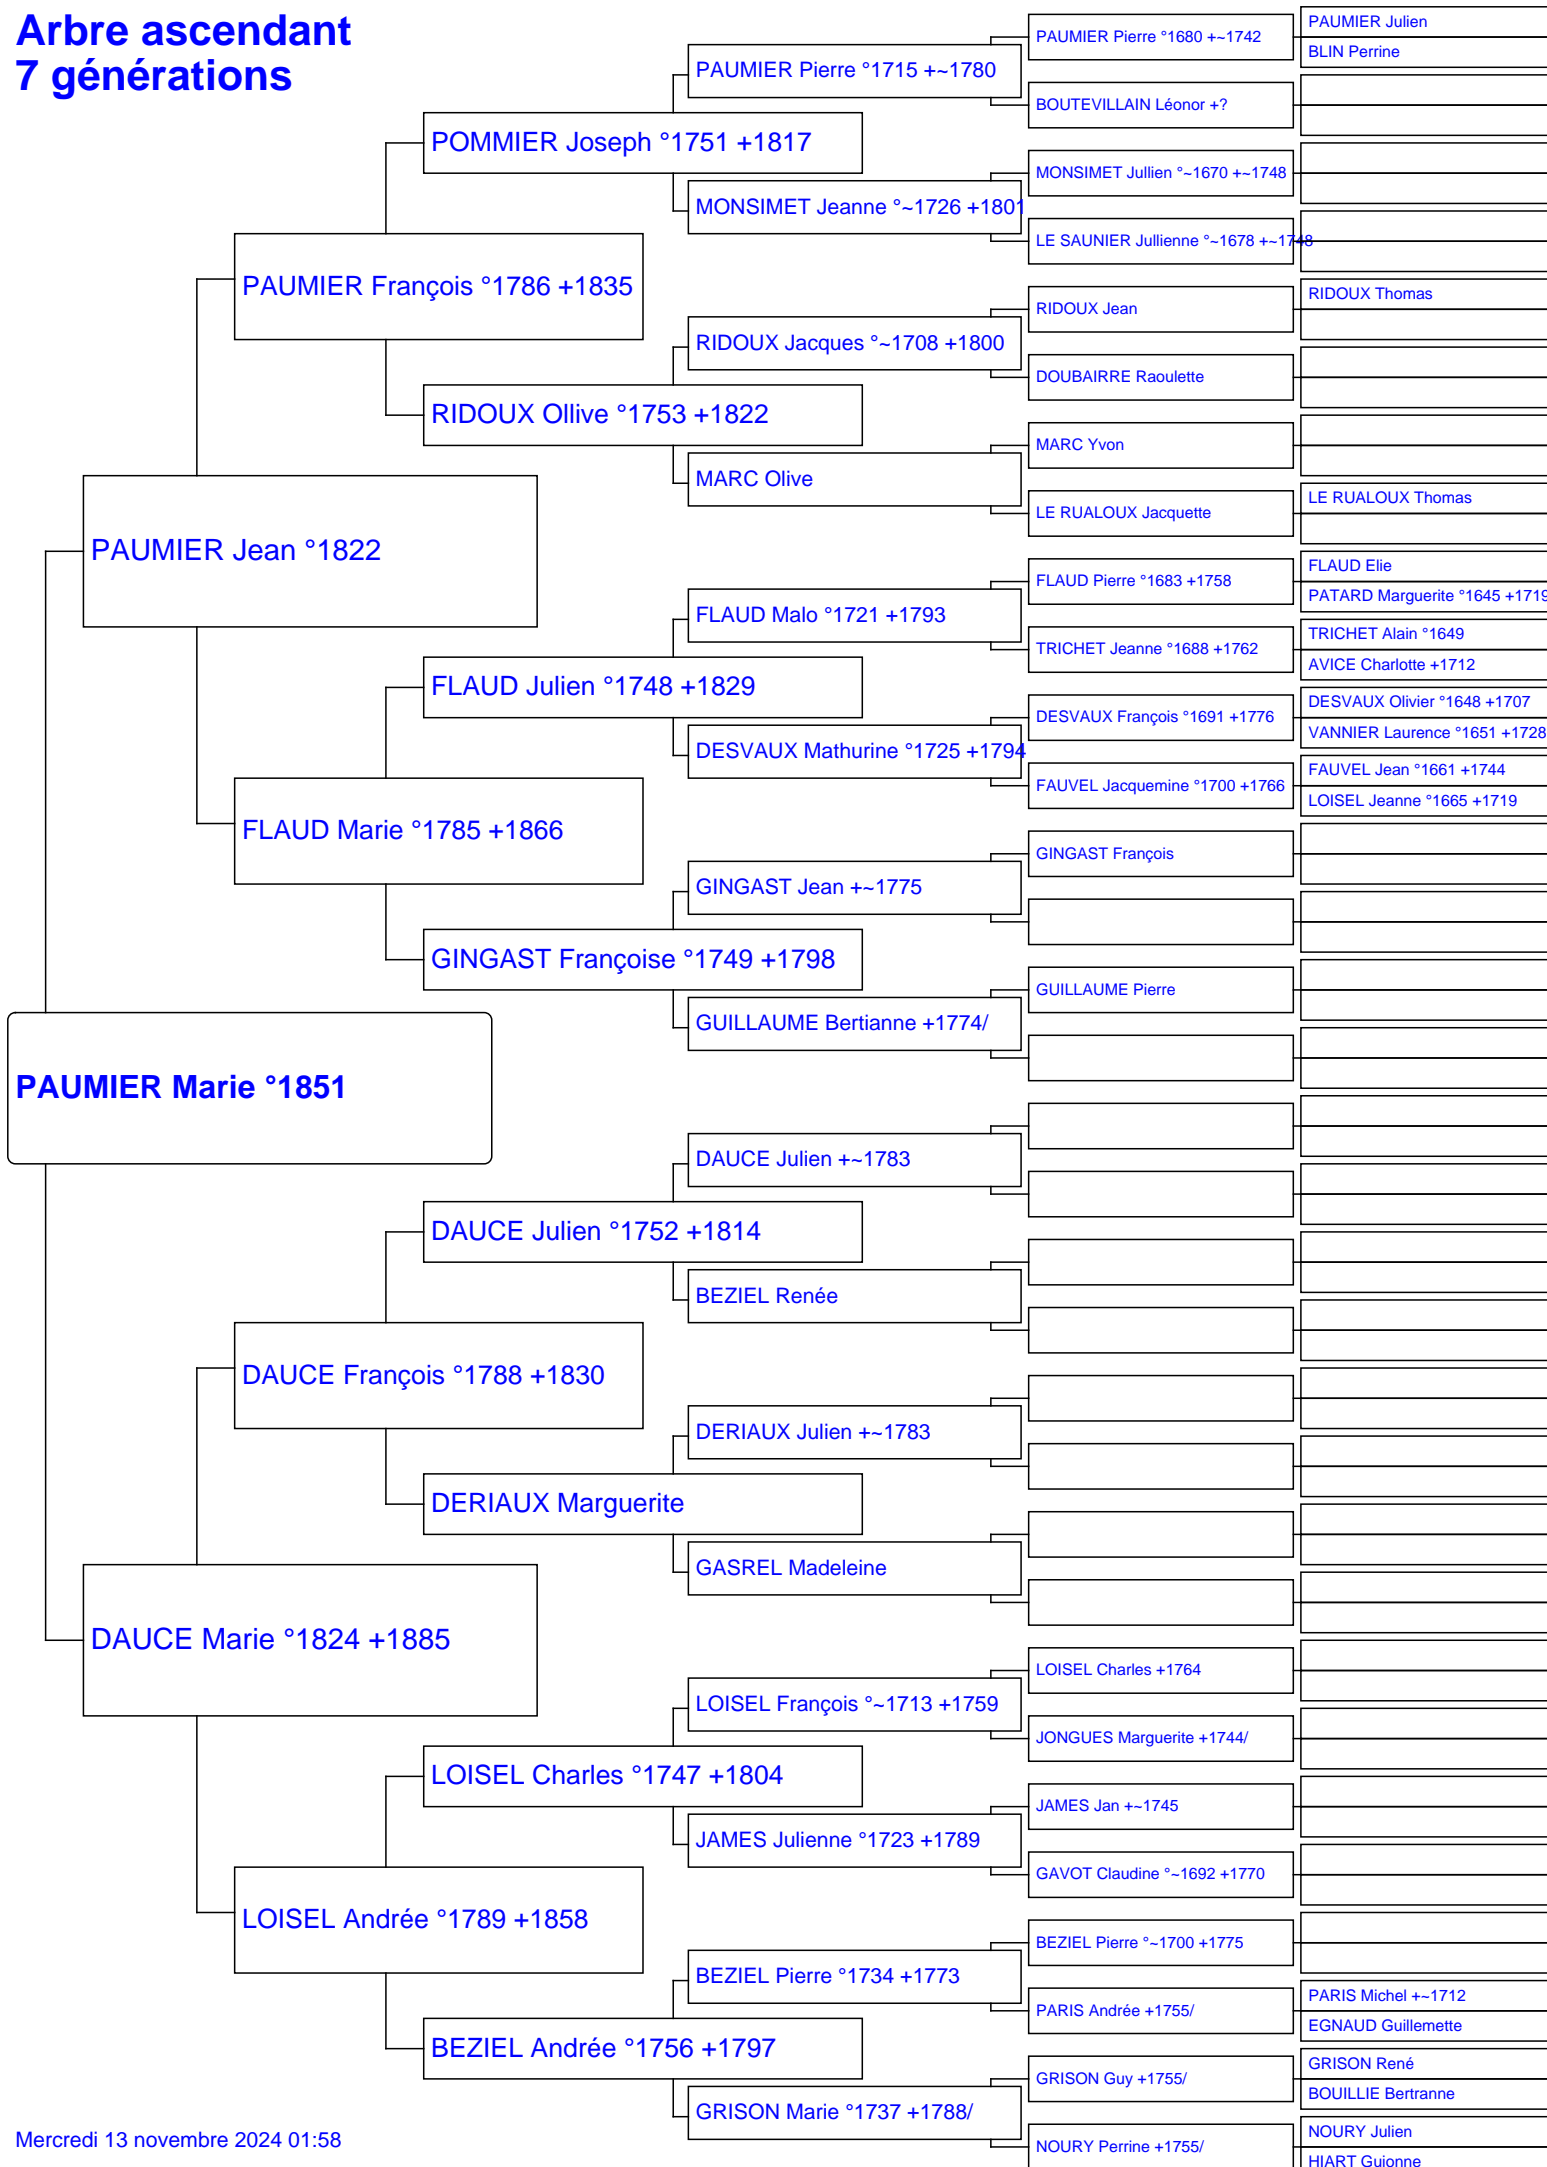 Arbre ascendant
7 générations
PAUMIER Marie °1851
PAUMIER Jean °1822
DAUCE Marie °1824 +1885
PAUMIER François °1786 +1835
FLAUD Marie °1785 +1866
DAUCE François °1788 +1830
LOISEL Andrée °1789 +1858
POMMIER Joseph °1751 +1817
RIDOUX Ollive °1753 +1822
FLAUD Julien °1748 +1829
GINGAST Françoise °1749 +1798
DAUCE Julien °1752 +1814
DERIAUX Marguerite
LOISEL Charles °1747 +1804
BEZIEL Andrée °1756 +1797
PAUMIER Pierre °1715 +~1780
MONSIMET Jeanne °~1726 +1801
RIDOUX Jacques °~1708 +1800
MARC Olive
FLAUD Malo °1721 +1793
DESVAUX Mathurine °1725 +1794
GINGAST Jean +~1775
GUILLAUME Bertianne +1774/
DAUCE Julien +~1783
BEZIEL Renée
DERIAUX Julien +~1783
GASREL Madeleine
LOISEL François °~1713 +1759
JAMES Julienne °1723 +1789
BEZIEL Pierre °1734 +1773
GRISON Marie °1737 +1788/
PAUMIER Pierre °1680 +~1742
BOUTEVILLAIN Léonor +?
MONSIMET Jullien °~1670 +~1748
LE SAUNIER Jullienne °~1678 +~1748
RIDOUX Jean
DOUBAIRRE Raoulette
MARC Yvon
LE RUALOUX Jacquette
FLAUD Pierre °1683 +1758
TRICHET Jeanne °1688 +1762
DESVAUX François °1691 +1776
FAUVEL Jacquemine °1700 +1766
GINGAST François
GUILLAUME Pierre
LOISEL Charles +1764
JONGUES Marguerite +1744/
JAMES Jan +~1745
GAVOT Claudine °~1692 +1770
BEZIEL Pierre °~1700 +1775
PARIS Andrée +1755/
GRISON Guy +1755/
NOURY Perrine +1755/
PAUMIER Julien
BLIN Perrine
RIDOUX Thomas
LE RUALOUX Thomas
FLAUD Elie
PATARD Marguerite °1645 +1719
TRICHET Alain °1649
AVICE Charlotte +1712
DESVAUX Olivier °1648 +1707
VANNIER Laurence °1651 +1728
FAUVEL Jean °1661 +1744
LOISEL Jeanne °1665 +1719
PARIS Michel +~1712
EGNAUD Guillemette
GRISON René
BOUILLIE Bertranne
NOURY Julien
HIART Guionne
Mercredi 13 novembre 2024 01:58